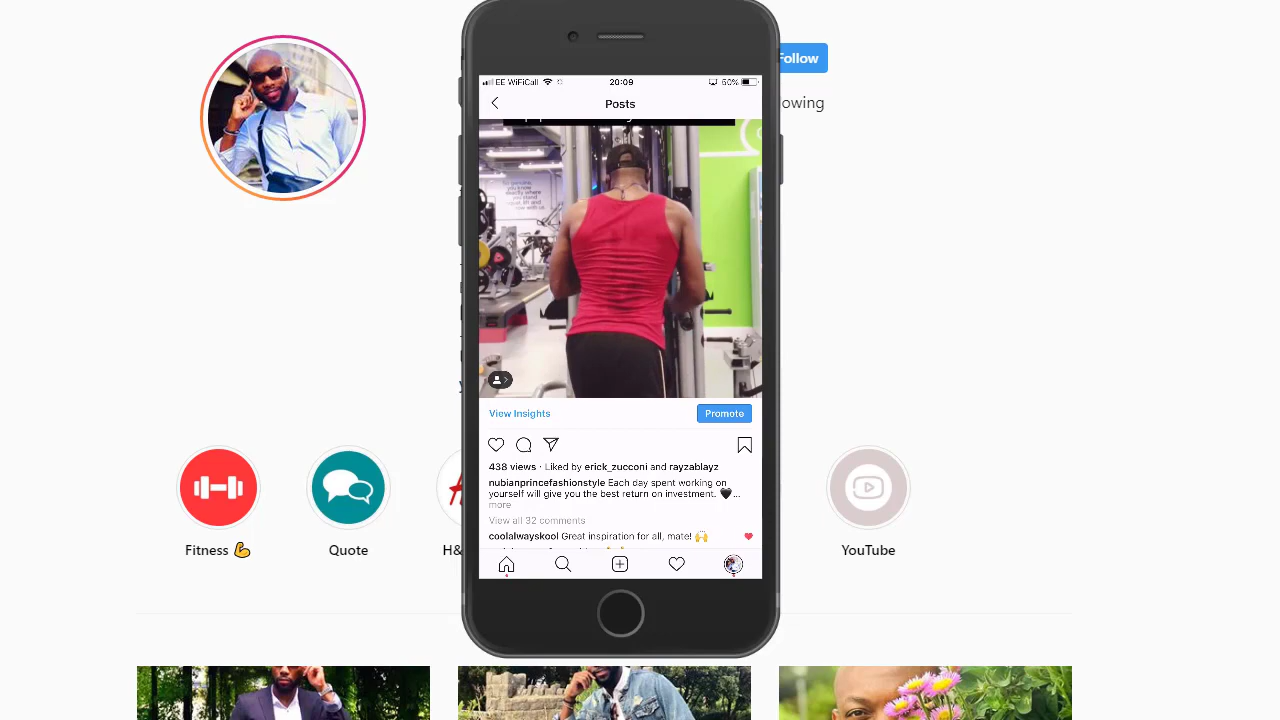 Follow
EE WiFiCall
20:09
50%
Posts
owing
View Insights
Promote
438 views · Liked by erick_zucconi and rayzablayz
nubianprincefashionstyle Each day spent working on
yourself will give you the best return on investment. 🖤...
more
View all 32 comments
coolalwayskool Great inspiration for all, mate! 🙌
Fitness 💪
Quote
H&
YouTube